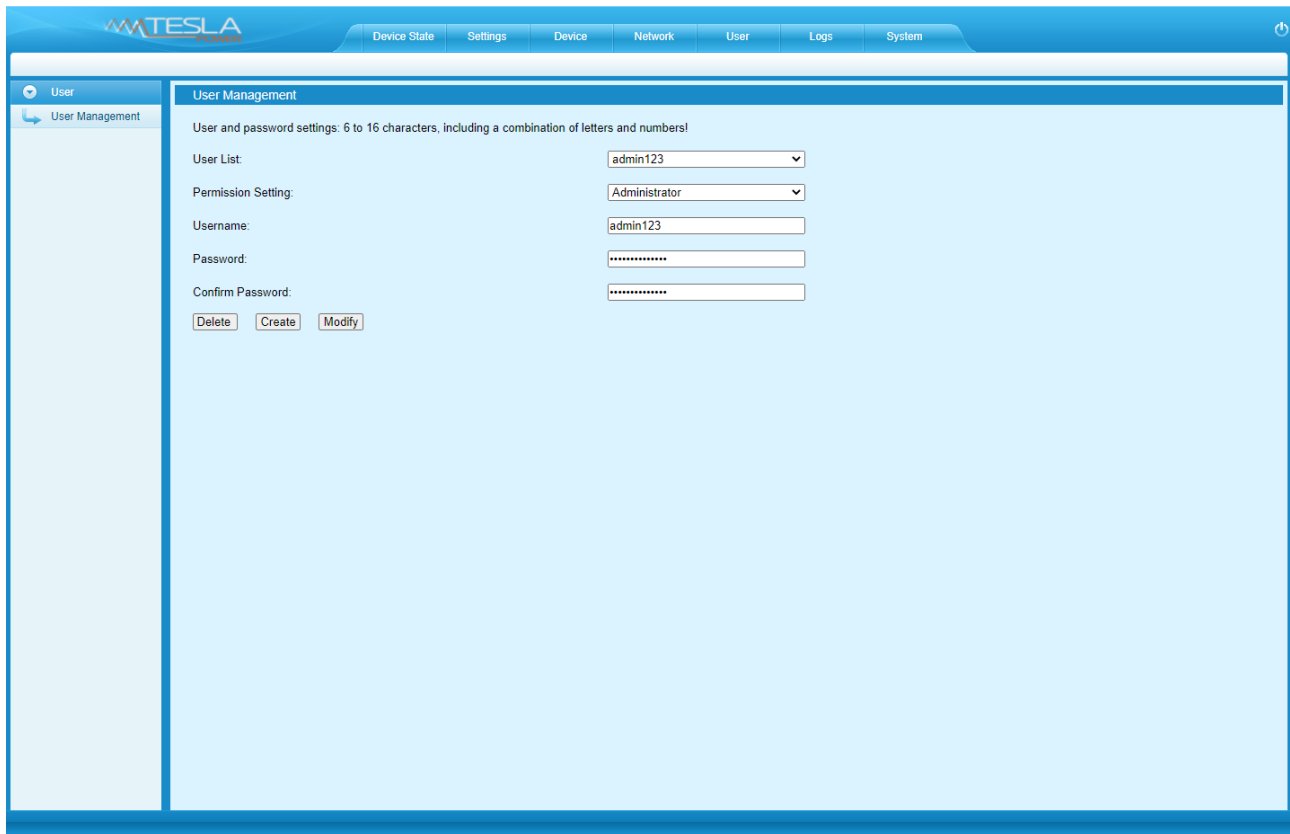 TESLA
POWER
Device State
Settings
Device
Network
User
Logs
System
User
User Management
User Management
User and password settings: 6 to 16 characters, including a combination of letters and numbers!
User List:
admin123
Permission Setting:
Administrator
Username:
admin123
Password:
••••••••••••••
Confirm Password:
••••••••••••••
Delete
Create
Modify